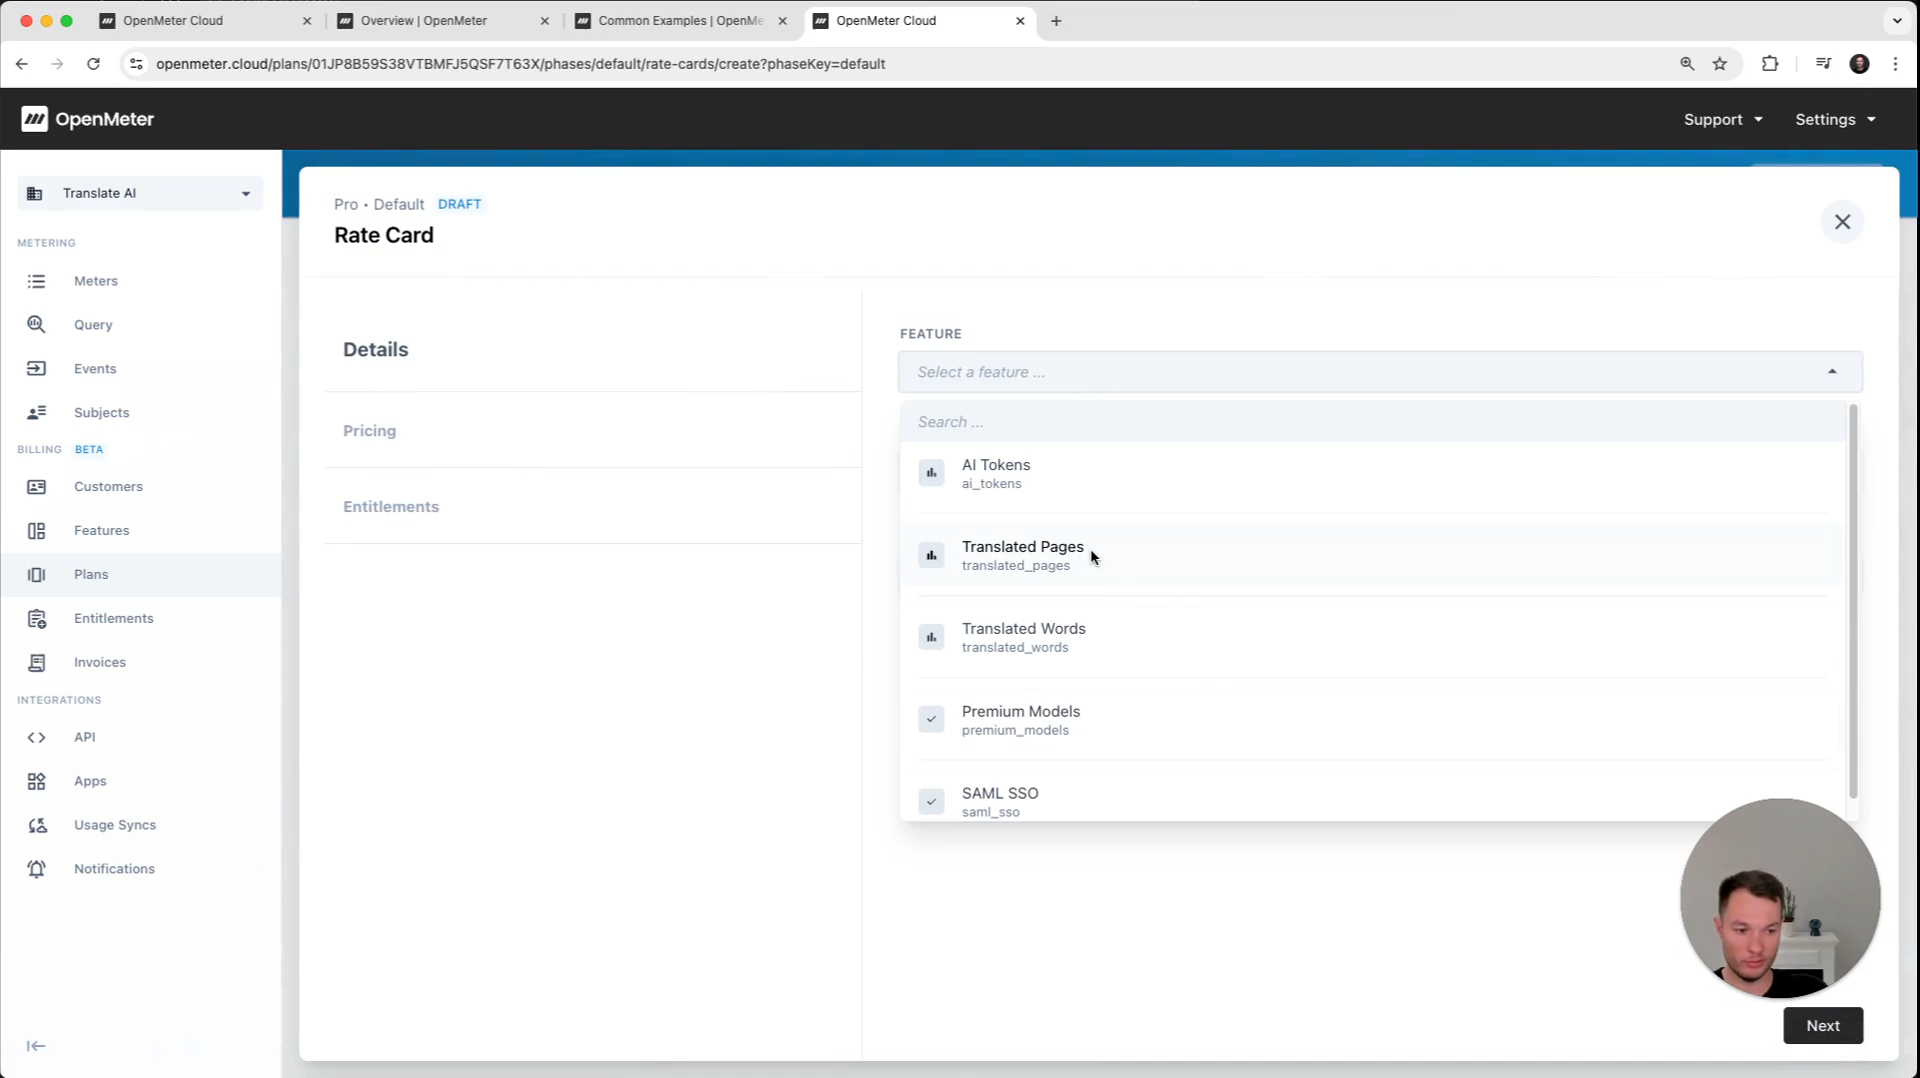 OpenMeter Cloud
Overview | OpenMeter
Common Examples | OpenMe
OpenMeter Cloud
openmeter.cloud/plans/01JP8B59S38VTBMFJ5QSF7T63X/phases/default/rate-cards/create?phaseKey=default
OpenMeter
Support
Settings
Translate AI
METERING
Meters
Query
Events
Subjects
BILLING BETA
Customers
Features
Plans
Entitlements
Invoices
INTEGRATIONS
API
Apps
Usage Syncs
Notifications
Pro • Default DRAFT
Rate Card
Details
Pricing
Entitlements
FEATURE
Select a feature ...
Search ...
AI Tokens
ai_tokens
Translated Pages
translated_pages
Translated Words
translated_words
Premium Models
premium_models
SAML SSO
saml_sso
Next